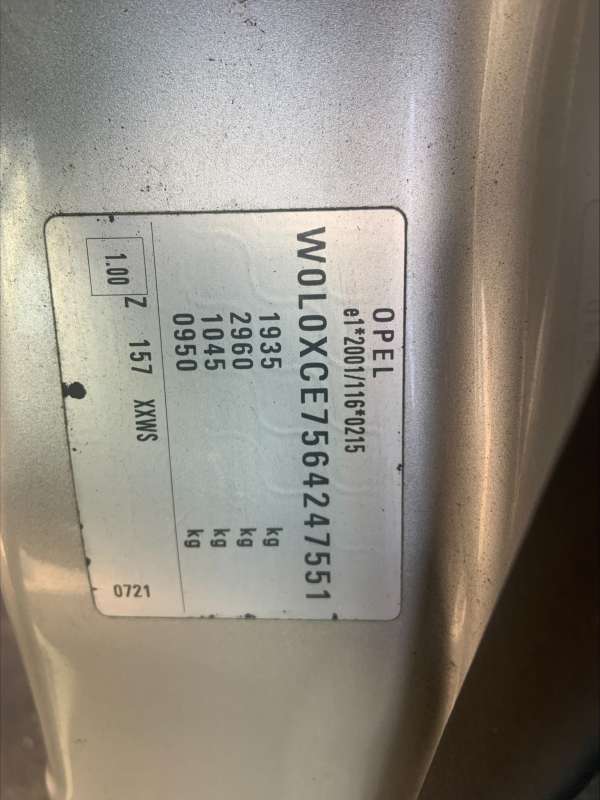 OPEL
e1*2001/116*0215
W0L0XCE7564247551
1935 kg
2960 kg
1045 kg
0950 kg
1.00 Z 157 XXWS
0721